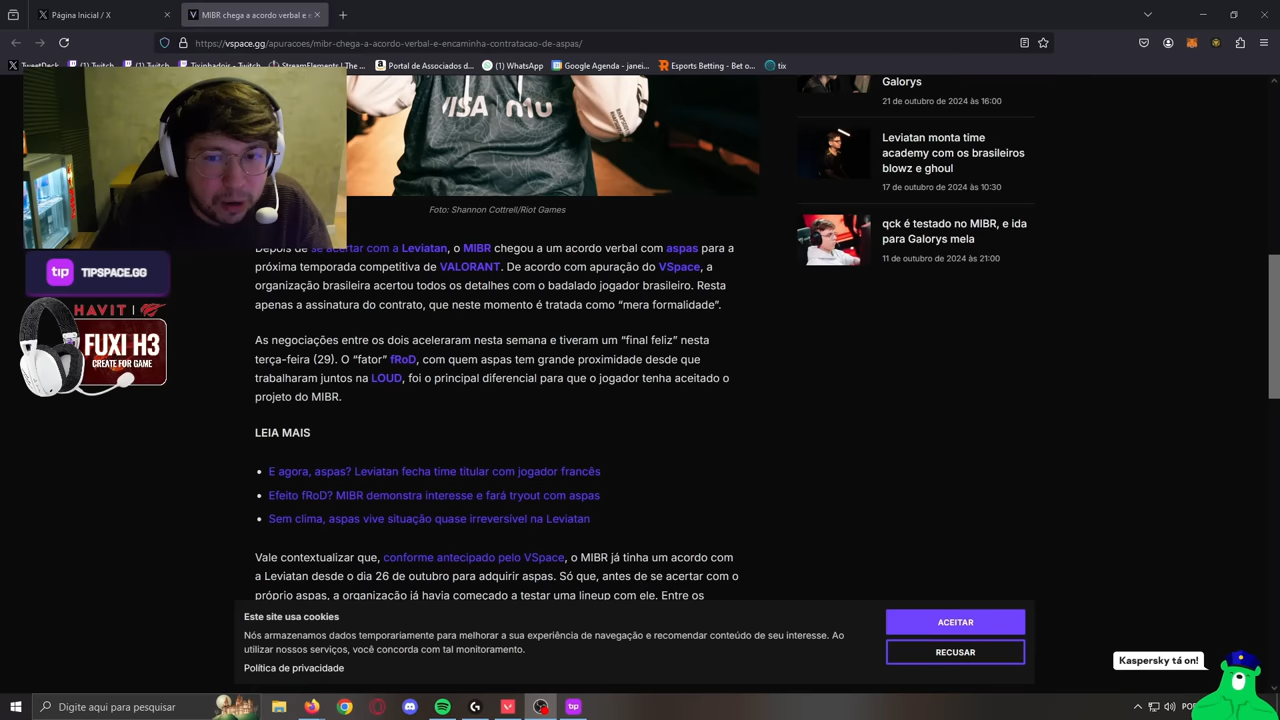 Página Inicial / X
MIBR chega a acordo verbal e e
https://vspace.gg/apuracoes/mibr-chega-a-acordo-verbal-e-encaminha-contratacao-de-aspas/
TweetDeck
(1) Twitch
(1) Twitch
Tixinhadois - Twitch
StreamElements | The ...
Portal de Associados d...
(1) WhatsApp
Google Agenda - janei...
Esports Betting - Bet o...
tix
VISA
Foto: Shannon Cottrell/Riot Games
Depois de se acertar com a Leviatan, o MIBR chegou a um acordo verbal com aspas para a
próxima temporada competitiva de VALORANT. De acordo com apuração do VSpace, a
organização brasileira acertou todos os detalhes com o badalado jogador brasileiro. Resta
apenas a assinatura do contrato, que neste momento é tratada como “mera formalidade”.
As negociações entre os dois aceleraram nesta semana e tiveram um “final feliz” nesta
terça-feira (29). O “fator” fRoD, com quem aspas tem grande proximidade desde que
trabalharam juntos na LOUD, foi o principal diferencial para que o jogador tenha aceitado o
projeto do MIBR.
LEIA MAIS
• E agora, aspas? Leviatan fecha time titular com jogador francês
• Efeito fRoD? MIBR demonstra interesse e fará tryout com aspas
• Sem clima, aspas vive situação quase irreversível na Leviatan
Vale contextualizar que, conforme antecipado pelo VSpace, o MIBR já tinha um acordo com
a Leviatan desde o dia 26 de outubro para adquirir aspas. Só que, antes de se acertar com o
próprio aspas, a organização já havia começado a testar uma lineup com ele. Entre os
Galorys
21 de outubro de 2024 às 16:00
Leviatan monta time
academy com os brasileiros
blowz e ghoul
17 de outubro de 2024 às 10:30
qck é testado no MIBR, e ida
para Galorys mela
11 de outubro de 2024 às 21:00
tip TIPSPACE.GG
HAVIT
FUXI H3
CREATE FOR GAME
Este site usa cookies
Nós armazenamos dados temporariamente para melhorar a sua experiência de navegação e recomendar conteúdo de seu interesse. Ao
utilizar nossos serviços, você concorda com tal monitoramento.
Política de privacidade
ACEITAR
RECUSAR
Kaspersky tá on!
Digite aqui para pesquisar
tip